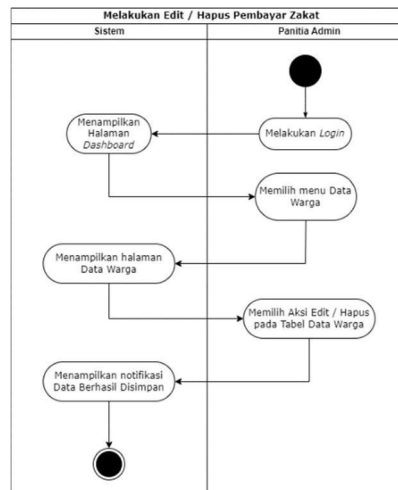 Melakukan Edit / Hapus Pembayar Zakat
Sistem
Panitia Admin
Menampilkan
Halaman
Dashboard
Melakukan Login
Memilih menu Data
Warga
Menampilkan halaman
Data Warga
Memilih Aksi Edit / Hapus
pada Tabel Data Warga
Menampilkan notifikasi
Data Berhasil Disimpan